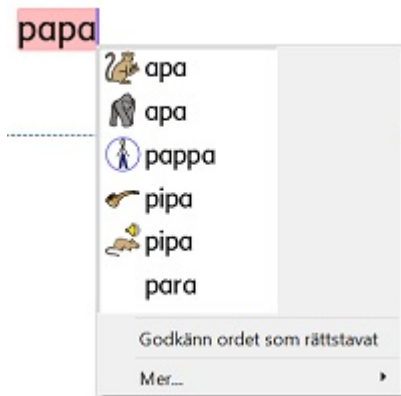 papa
apa
apa
pappa
pipa
pipa
para
Godkänn ordet som rättstavat
Mer...